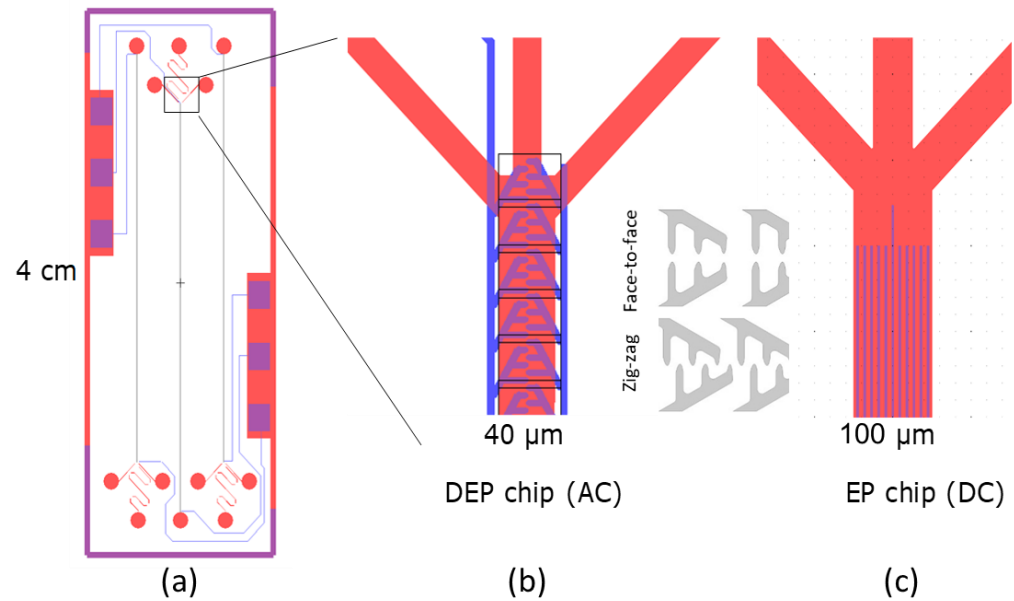 4 cm
Face-to-face
Zig-zag
40 µm
100 µm
DEP chip (AC)
EP chip (DC)
(a)
(b)
(c)